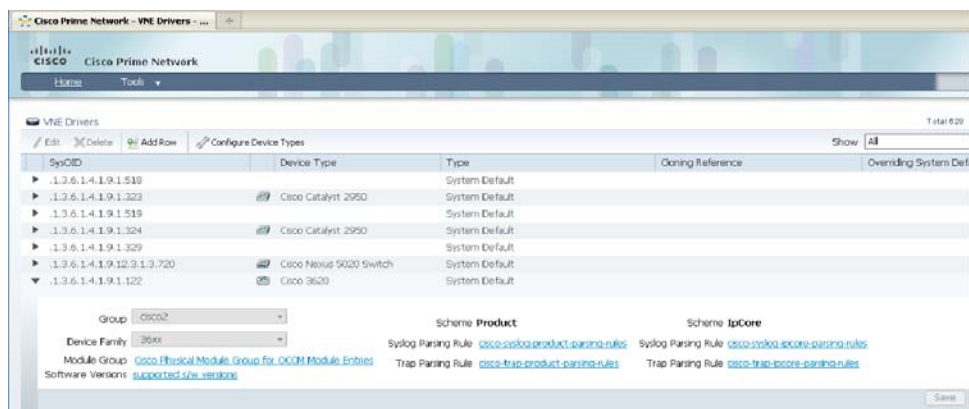 Cisco Prime Network - VNE Drivers - ...
CISCO Cisco Prime Network
Home Tools
VNE Drivers Total 620
Edit Delete Add Row Configure Device Types Show All
SysOID Device Type Type Cloning Reference Overriding System Def
.1.3.6.1.4.1.9.1.518 System Default
.1.3.6.1.4.1.9.1.323 Cisco Catalyst 2950 System Default
.1.3.6.1.4.1.9.1.519 System Default
.1.3.6.1.4.1.9.1.324 Cisco Catalyst 2950 System Default
.1.3.6.1.4.1.9.1.329 System Default
.1.3.6.1.4.1.9.12.3.1.3.720 Cisco Nexus 5020 Switch System Default
.1.3.6.1.4.1.9.1.122 Cisco 3620 System Default
Group cisco2 Scheme Product Scheme IpCore
Device Family 36xx Syslog Parsing Rule cisco-syslog-product-parsing-rules Syslog Parsing Rule cisco-syslog-ipcore-parsing-rules
Module Group Cisco Physical Module Group for OCCM Module Entries Trap Parsing Rule cisco-trap-product-parsing-rules Trap Parsing Rule cisco-trap-ipcore-parsing-rules
Software Versions supported s/w versions
Save